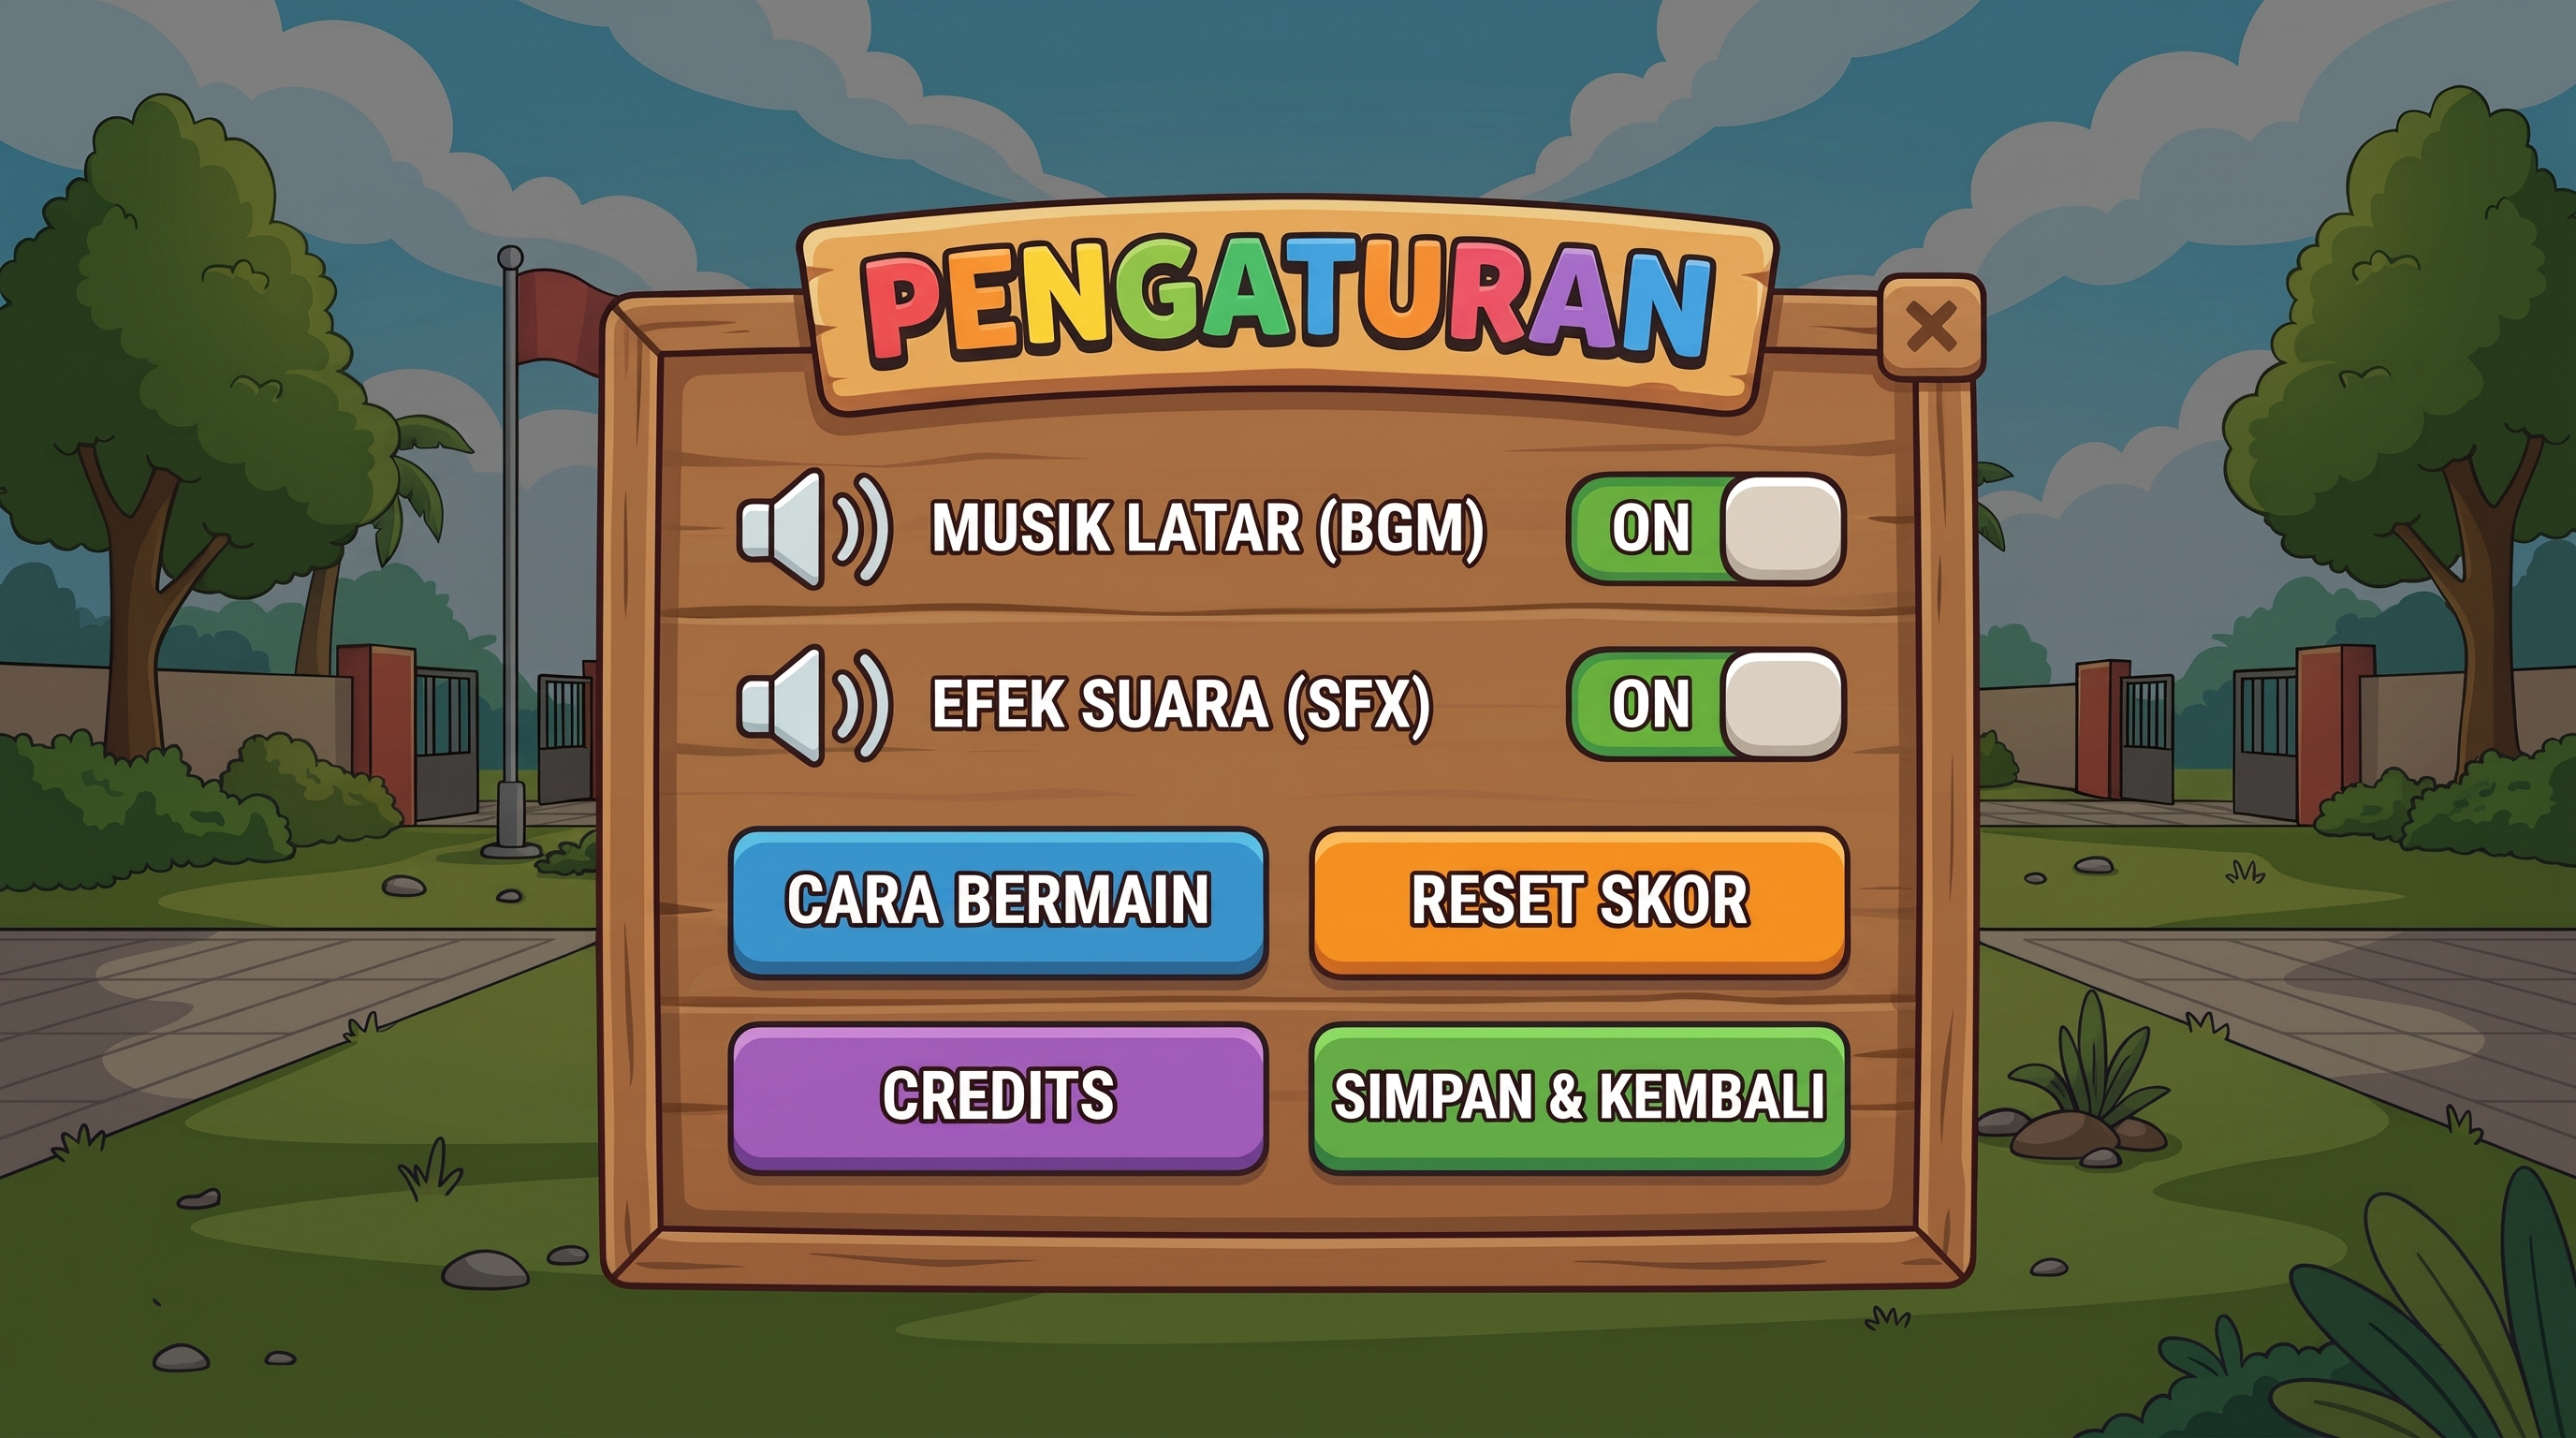 PENGATURAN
MUSIK LATAR (BGM) ON
EFEK SUARA (SFX) ON
CARA BERMAIN
RESET SKOR
CREDITS
SIMPAN & KEMBALI